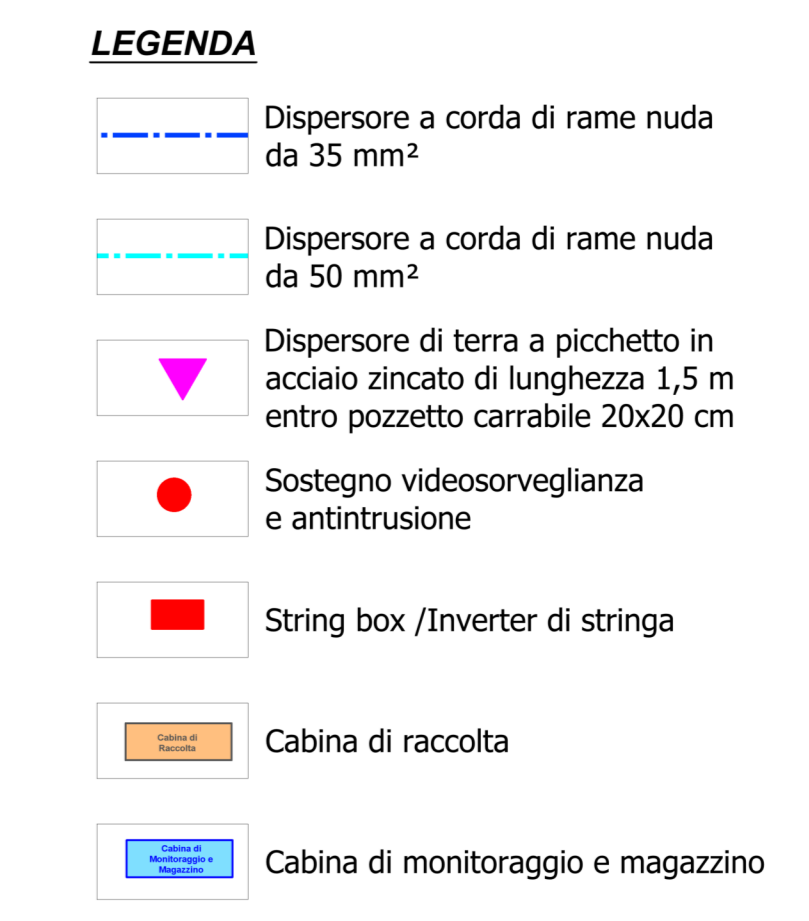 LEGENDA
Dispersore a corda di rame nuda
da 35 mm²
Dispersore a corda di rame nuda
da 50 mm²
Dispersore di terra a picchetto in
acciaio zincato di lunghezza 1,5 m
entro pozzetto carrabile 20x20 cm
Sostegno videosorveglianza
e antintrusione
String box /Inverter di stringa
Cabina di
Raccolta
Cabina di raccolta
Cabina di
Monitoraggio e
Magazzino
Cabina di monitoraggio e magazzino